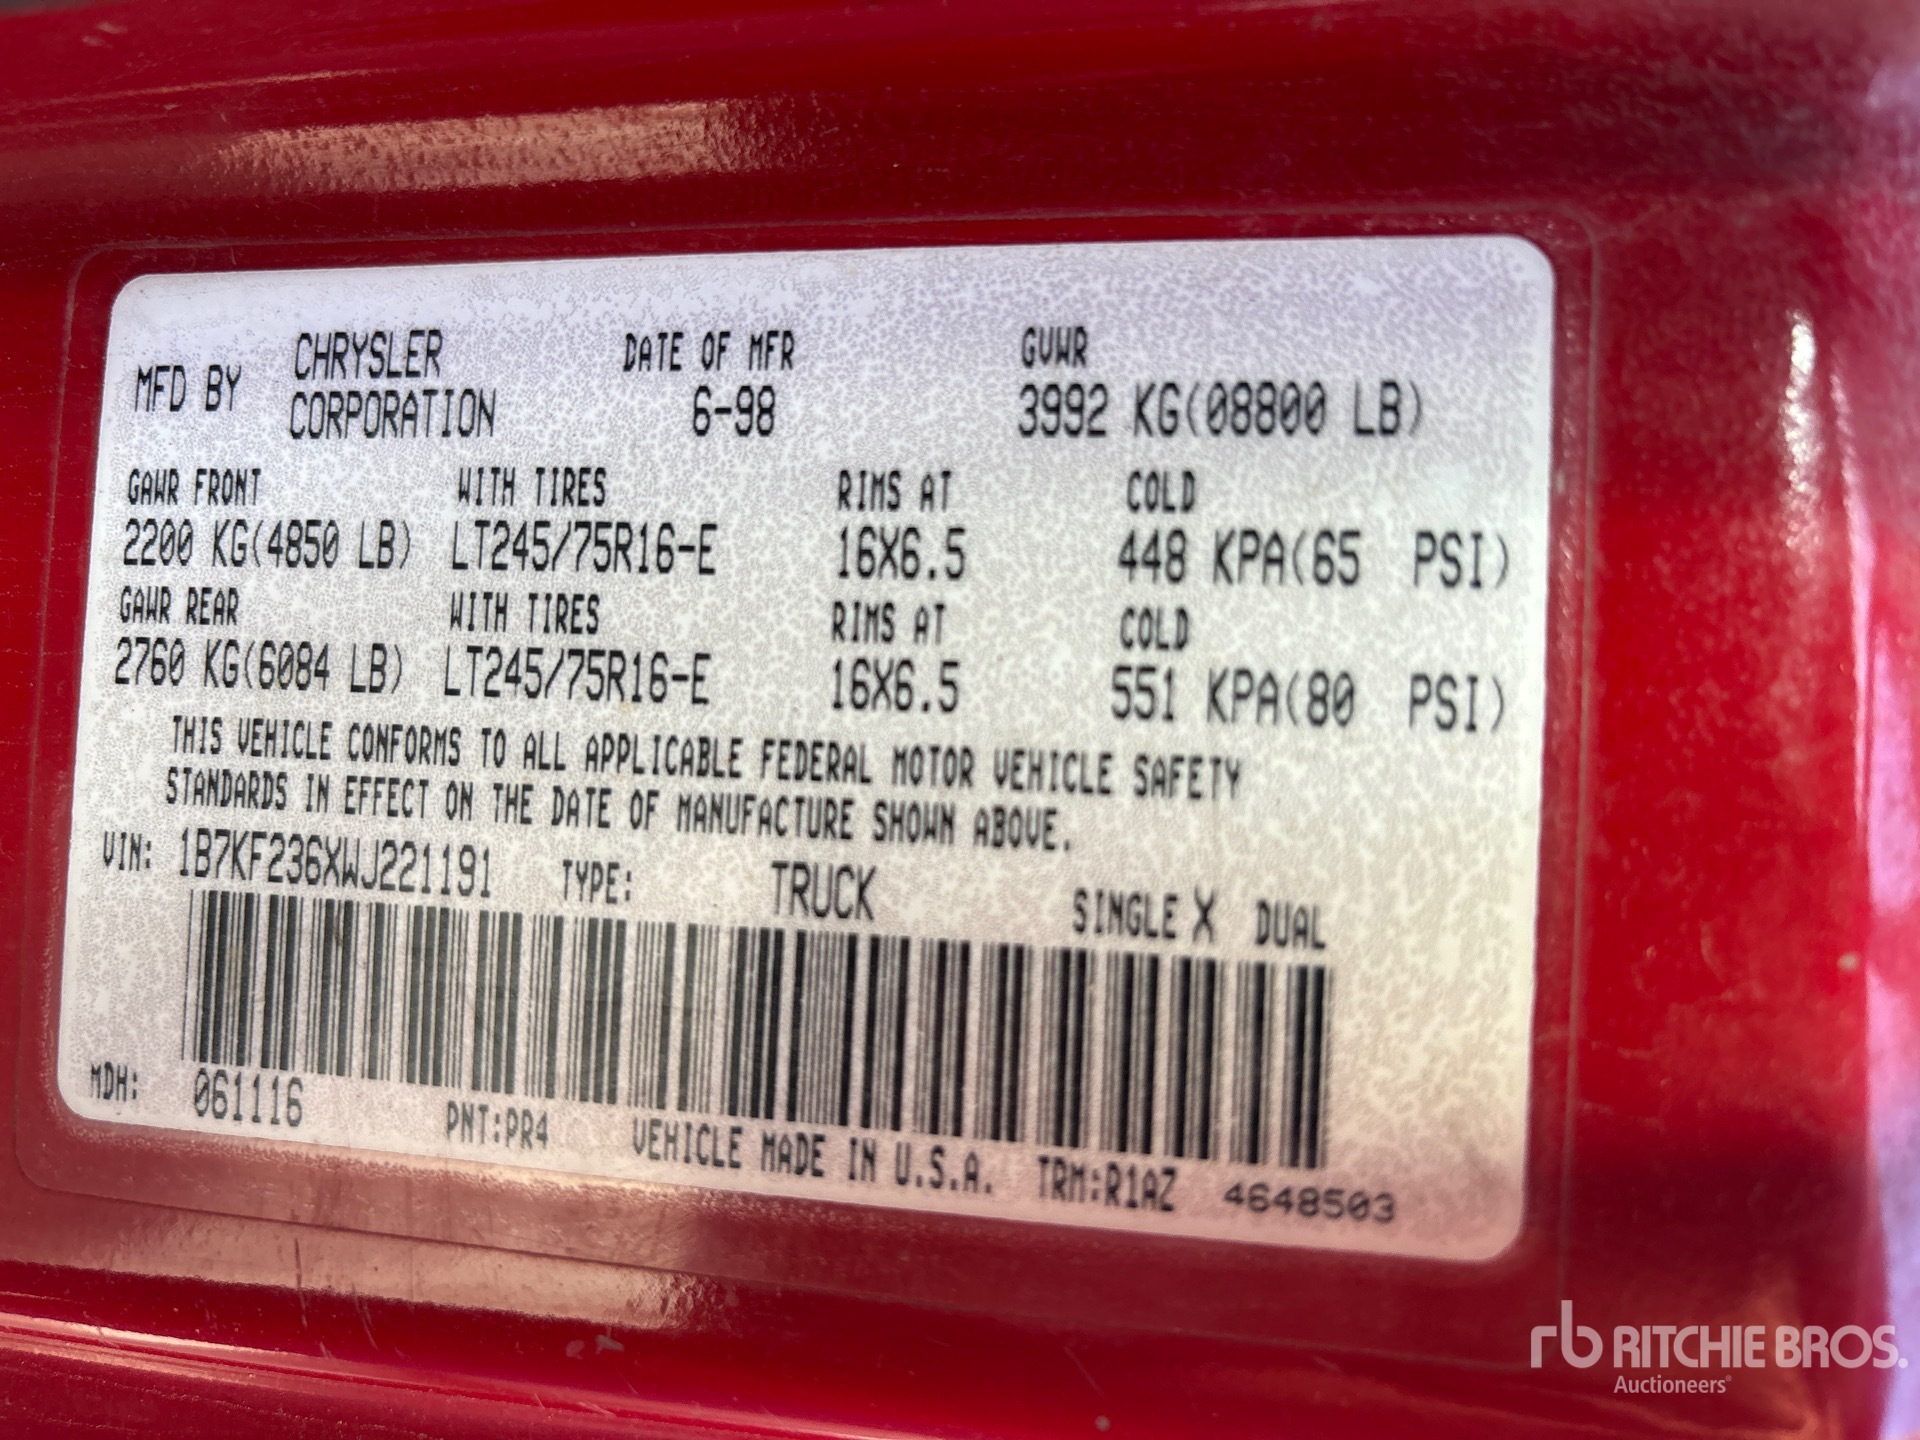 MFD BY CHRYSLER CORPORATION DATE OF MFR 6-98 GVWR 3992 KG(08800 LB)
GAWR FRONT WITH TIRES RIMS AT COLD
2200 KG(4850 LB) LT245/75R16-E 16X6.5 448 KPA(65 PSI)
GAWR REAR WITH TIRES RIMS AT COLD
2760 KG(6084 LB) LT245/75R16-E 16X6.5 551 KPA(80 PSI)
THIS VEHICLE CONFORMS TO ALL APPLICABLE FEDERAL MOTOR VEHICLE SAFETY
STANDARDS IN EFFECT ON THE DATE OF MANUFACTURE SHOWN ABOVE.
VIN: 1B7KF236XWJ221191 TYPE: TRUCK SINGLE X DUAL
MDH: 061116 PNT:PR4 VEHICLE MADE IN U.S.A. TRM:R1AZ 4648503
rb RITCHIE BROS.
Auctioneers®